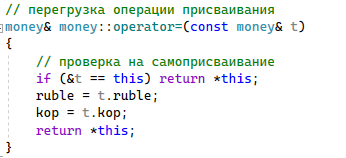 // перегрузка операции присваивания
money& money::operator=(const money& t)
{
// проверка на самоприсваивание
if (&t == this) return *this;
ruble = t.ruble;
kop = t.kop;
return *this;
}